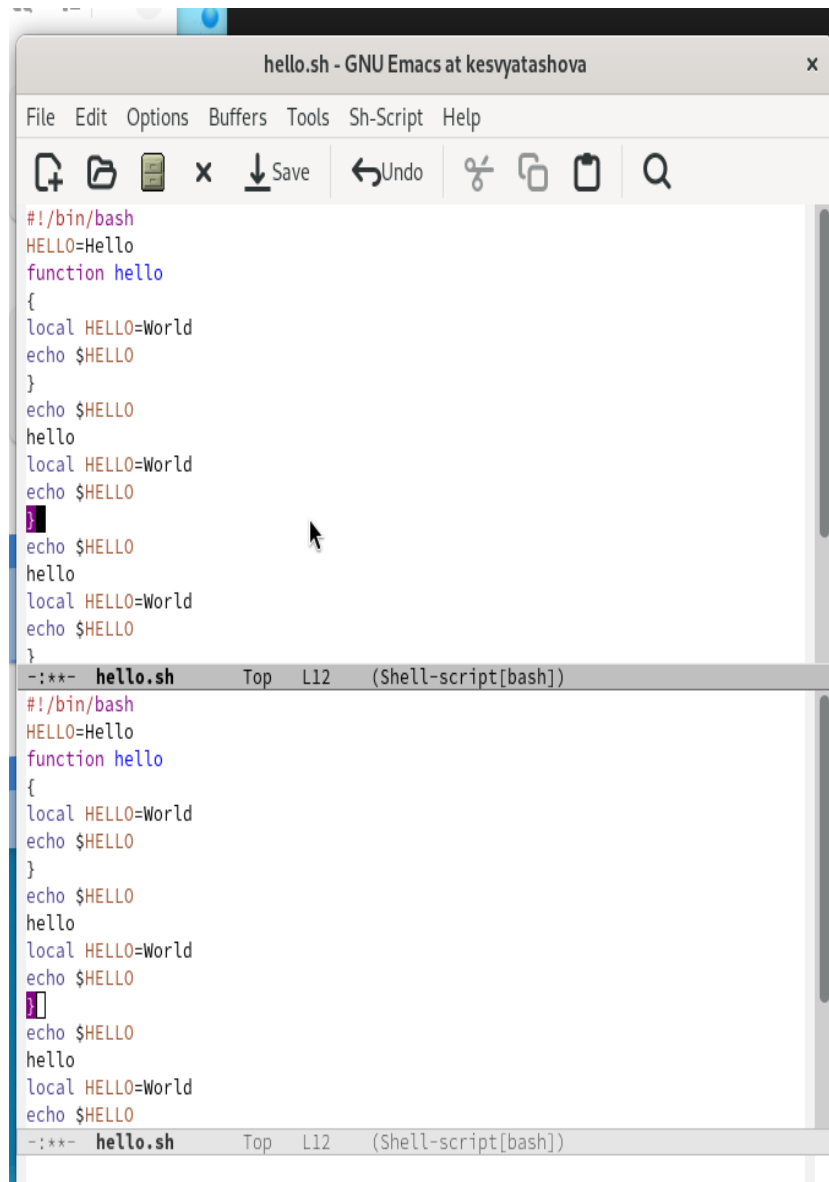 hello.sh - GNU Emacs at kesvyatashova
File Edit Options Buffers Tools Sh-Script Help
Save Undo
#!/bin/bash
HELLO=Hello
function hello
{
local HELLO=World
echo $HELLO
}
echo $HELLO
hello
local HELLO=World
echo $HELLO
}
echo $HELLO
hello
local HELLO=World
echo $HELLO
}
-:**- hello.sh Top L12 (Shell-script[bash])
#!/bin/bash
HELLO=Hello
function hello
{
local HELLO=World
echo $HELLO
}
echo $HELLO
hello
local HELLO=World
echo $HELLO
}
echo $HELLO
hello
local HELLO=World
echo $HELLO
-:**- hello.sh Top L12 (Shell-script[bash])